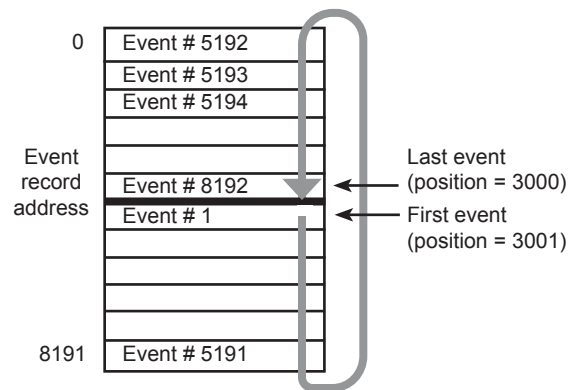 0
Event # 5192
Event # 5193
Event # 5194
Event
record
address
Event # 8192
Event # 1
Last event
(position = 3000)
First event
(position = 3001)
8191
Event # 5191